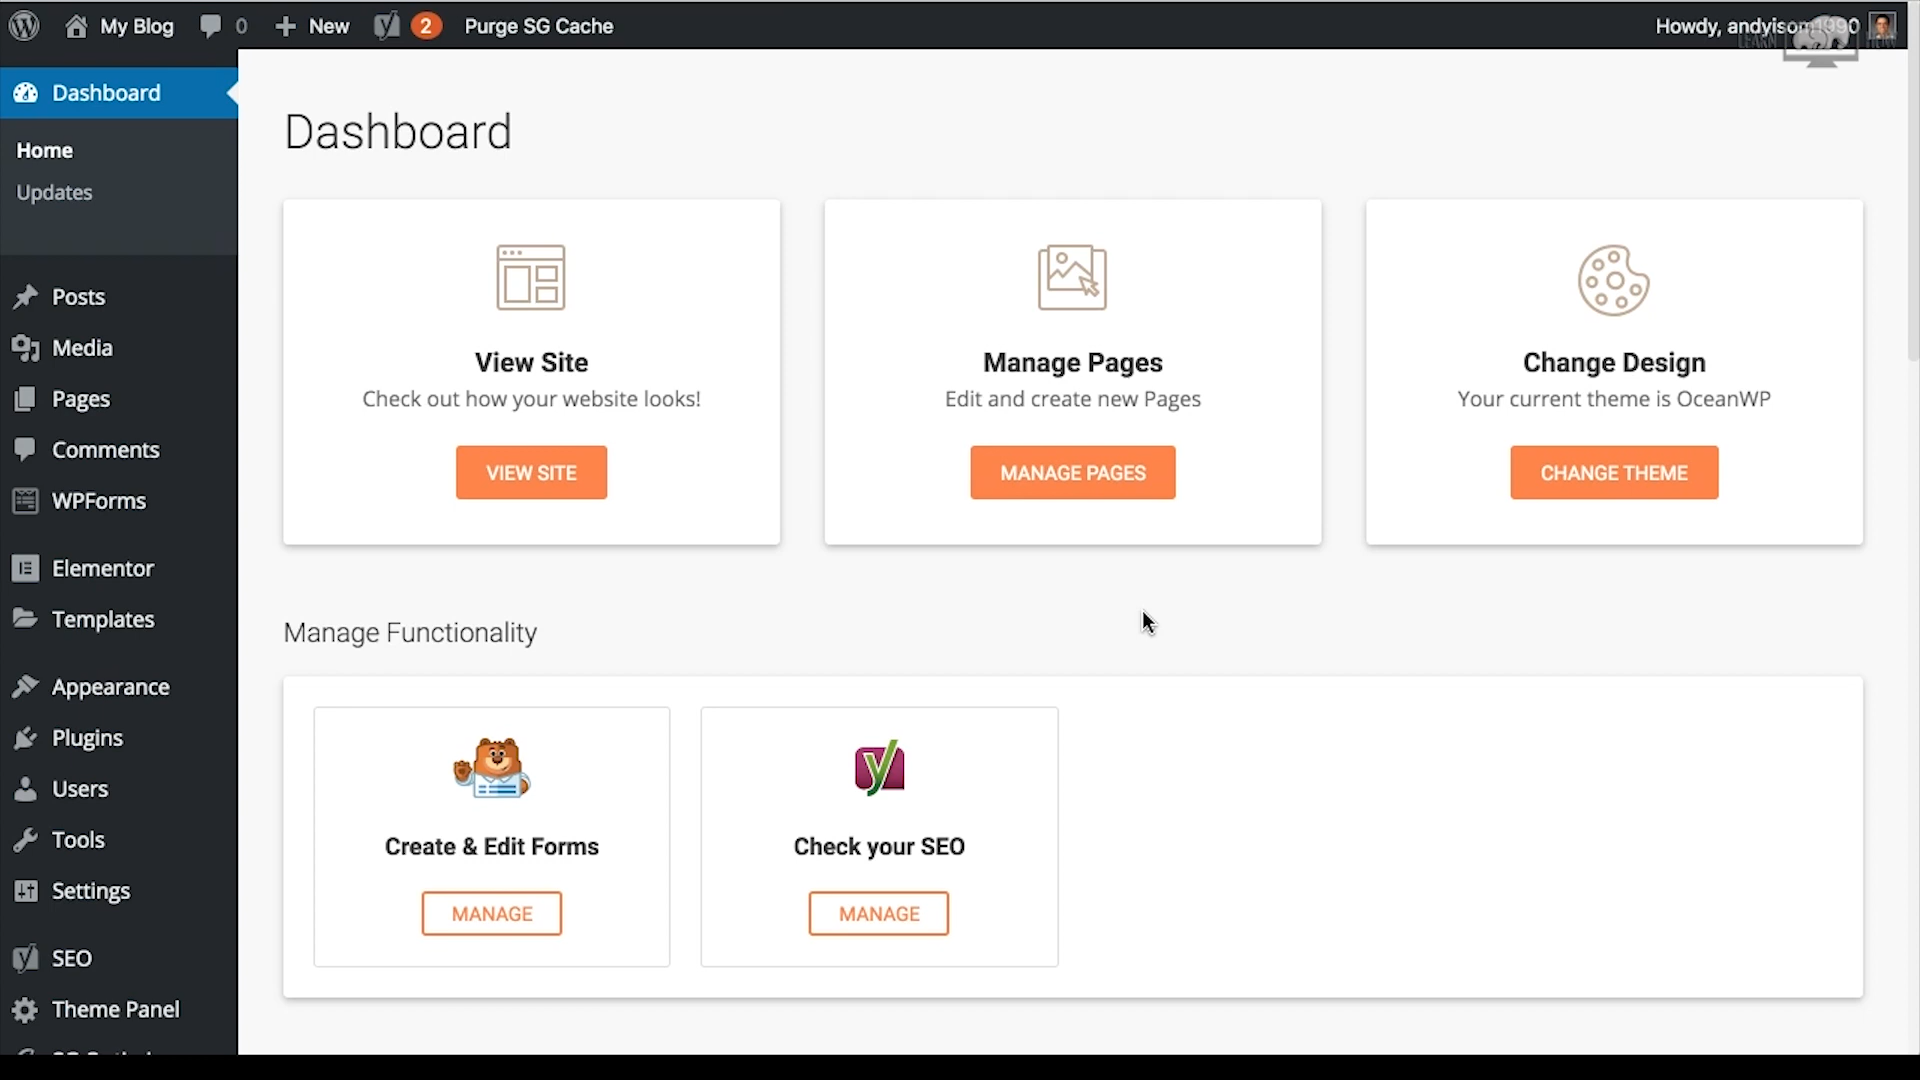 My Blog 0 New 2 Purge SG Cache
Howdy, andyisom1990
Dashboard
Home
Updates
Posts
Media
Pages
Comments
WPForms
Elementor
Templates
Appearance
Plugins
Users
Tools
Settings
SEO
Theme Panel
Dashboard
View Site
Check out how your website looks!
VIEW SITE
Manage Pages
Edit and create new Pages
MANAGE PAGES
Change Design
Your current theme is OceanWP
CHANGE THEME
Manage Functionality
Create & Edit Forms
MANAGE
Check your SEO
MANAGE